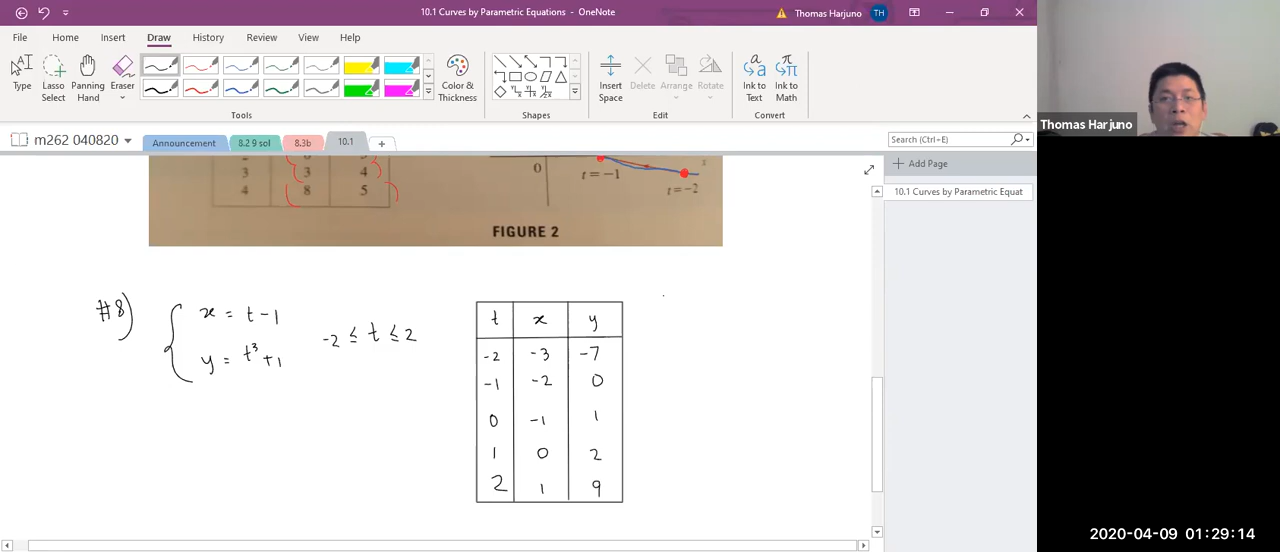 10.1 Curves by Parametric Equations - OneNote
Thomas Harjuno TH
File Home Insert Draw History Review View Help
Type
Lasso Select
Panning Hand
Eraser
Color & Thickness
Insert Space
Delete
Arrange
Rotate
Ink to Text
Ink to Math
Tools Shapes Edit Convert
m262 040820
Announcement 8.2 9 sol 8.3b 10.1 +
Search (Ctrl+E)
Add Page
10.1 Curves by Parametric Equat
3 3 4
4 8 5
0
t = −1
t = −2
FIGURE 2
#8)
x = t - 1
y = t³ + 1
-2 ≤ t ≤ 2
t x y
-2 -3 -7
-1 -2 0
0 -1 1
1 0 2
2 1 9
Thomas Harjuno
2020-04-09 01:29:14